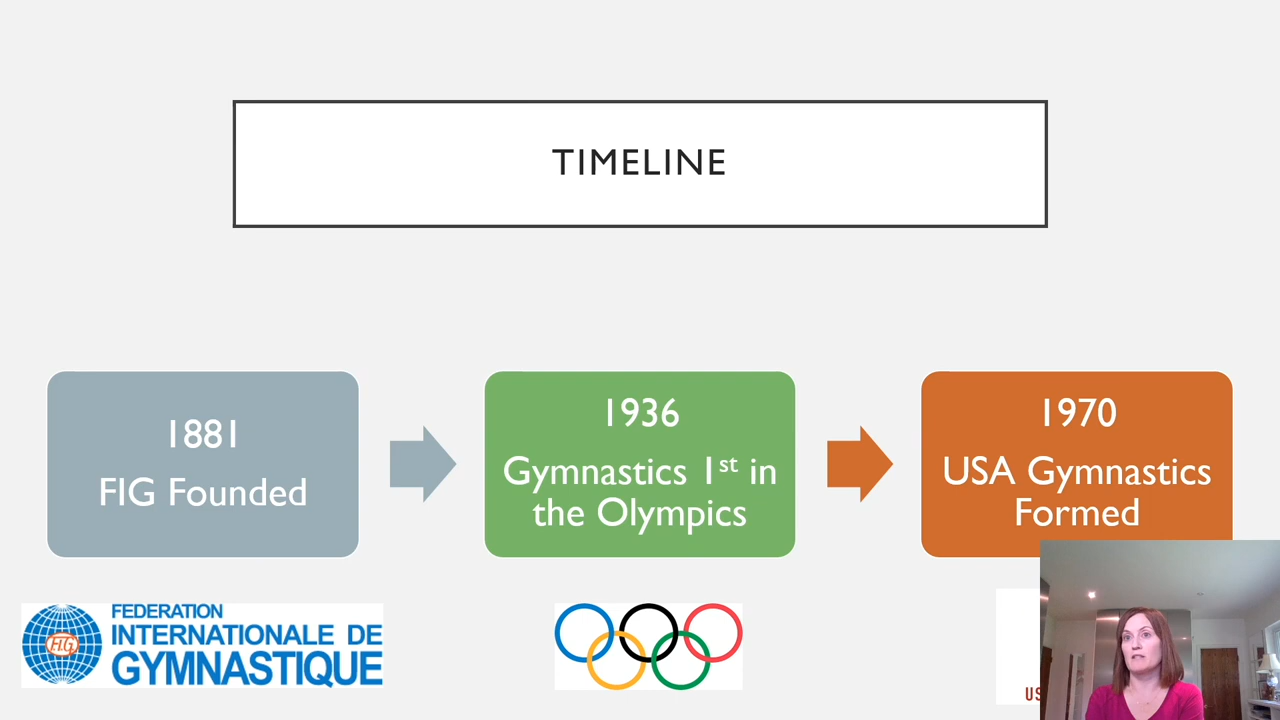 TIMELINE
1881
FIG Founded
1936
Gymnastics 1st in
the Olympics
1970
USA Gymnastics
Formed
FEDERATION
INTERNATIONALE DE
GYMNASTIQUE
FIG